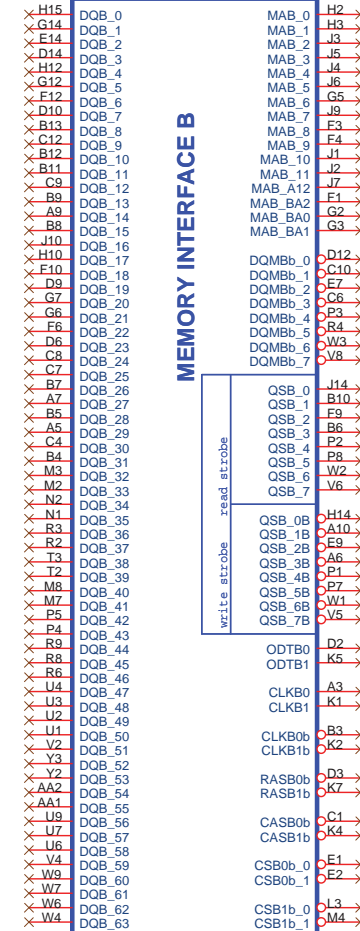 H15 DQB_0 MAB_0 H2
G14 DQB_1 MAB_1 H3
E14 DQB_2 MAB_2 J3
D14 DQB_3 MAB_3 J5
H12 DQB_4 MAB_4 J4
G12 DQB_5 MAB_5 J6
F12 DQB_6 MAB_6 G5
D10 DQB_7 MAB_7 J9
B13 DQB_8 MAB_8 F3
C12 DQB_9 MAB_9 F4
B12 DQB_10 MAB_10 J1
B11 DQB_11 MAB_11 J2
C9 DQB_12 MAB_A12 J7
B9 DQB_13 MAB_BA2 F1
A9 DQB_14 MAB_BA0 G2
B8 DQB_15 MAB_BA1 G3
J10 DQB_16
H10 DQB_17 DQMBb_0 D12
F10 DQB_18 DQMBb_1 C10
D9 DQB_19 DQMBb_2 E7
G7 DQB_20 DQMBb_3 C6
G6 DQB_21 DQMBb_4 P3
F6 DQB_22 DQMBb_5 R4
D6 DQB_23 DQMBb_6 W3
C8 DQB_24 DQMBb_7 V8
C7 DQB_25
B7 DQB_26 QSB_0 J14
A7 DQB_27 QSB_1 B10
B5 DQB_28 QSB_2 F9
A5 DQB_29 QSB_3 B6
C4 DQB_30 QSB_4 P2
B4 DQB_31 QSB_5 P8
M3 DQB_32 QSB_6 W2
M2 DQB_33 QSB_7 V6
N2 DQB_34
N1 DQB_35 QSB_0B H14
R3 DQB_36 QSB_1B A10
R2 DQB_37 QSB_2B E9
T3 DQB_38 QSB_3B A6
T2 DQB_39 QSB_4B P1
M8 DQB_40 QSB_5B P7
M7 DQB_41 QSB_6B W1
P5 DQB_42 QSB_7B V5
P4 DQB_43
R9 DQB_44 ODTB0 D2
R8 DQB_45 ODTB1 K5
R6 DQB_46
U4 DQB_47 CLKB0 A3
U3 DQB_48 CLKB1 K1
U2 DQB_49
U1 DQB_50 CLKB0b B3
V2 DQB_51 CLKB1b K2
Y3 DQB_52
Y2 DQB_53 RASB0b D3
AA2 DQB_54 RASB1b K7
AA1 DQB_55
U9 DQB_56 CASB0b C1
U7 DQB_57 CASB1b K4
U6 DQB_58
V4 DQB_59 CSB0b_0 E1
W9 DQB_60 CSB0b_1 E2
W7 DQB_61
W6 DQB_62 CSB1b_0 L3
W4 DQB_63 CSB1b_1 M4
MEMORY INTERFACE B
read strobe
write strobe